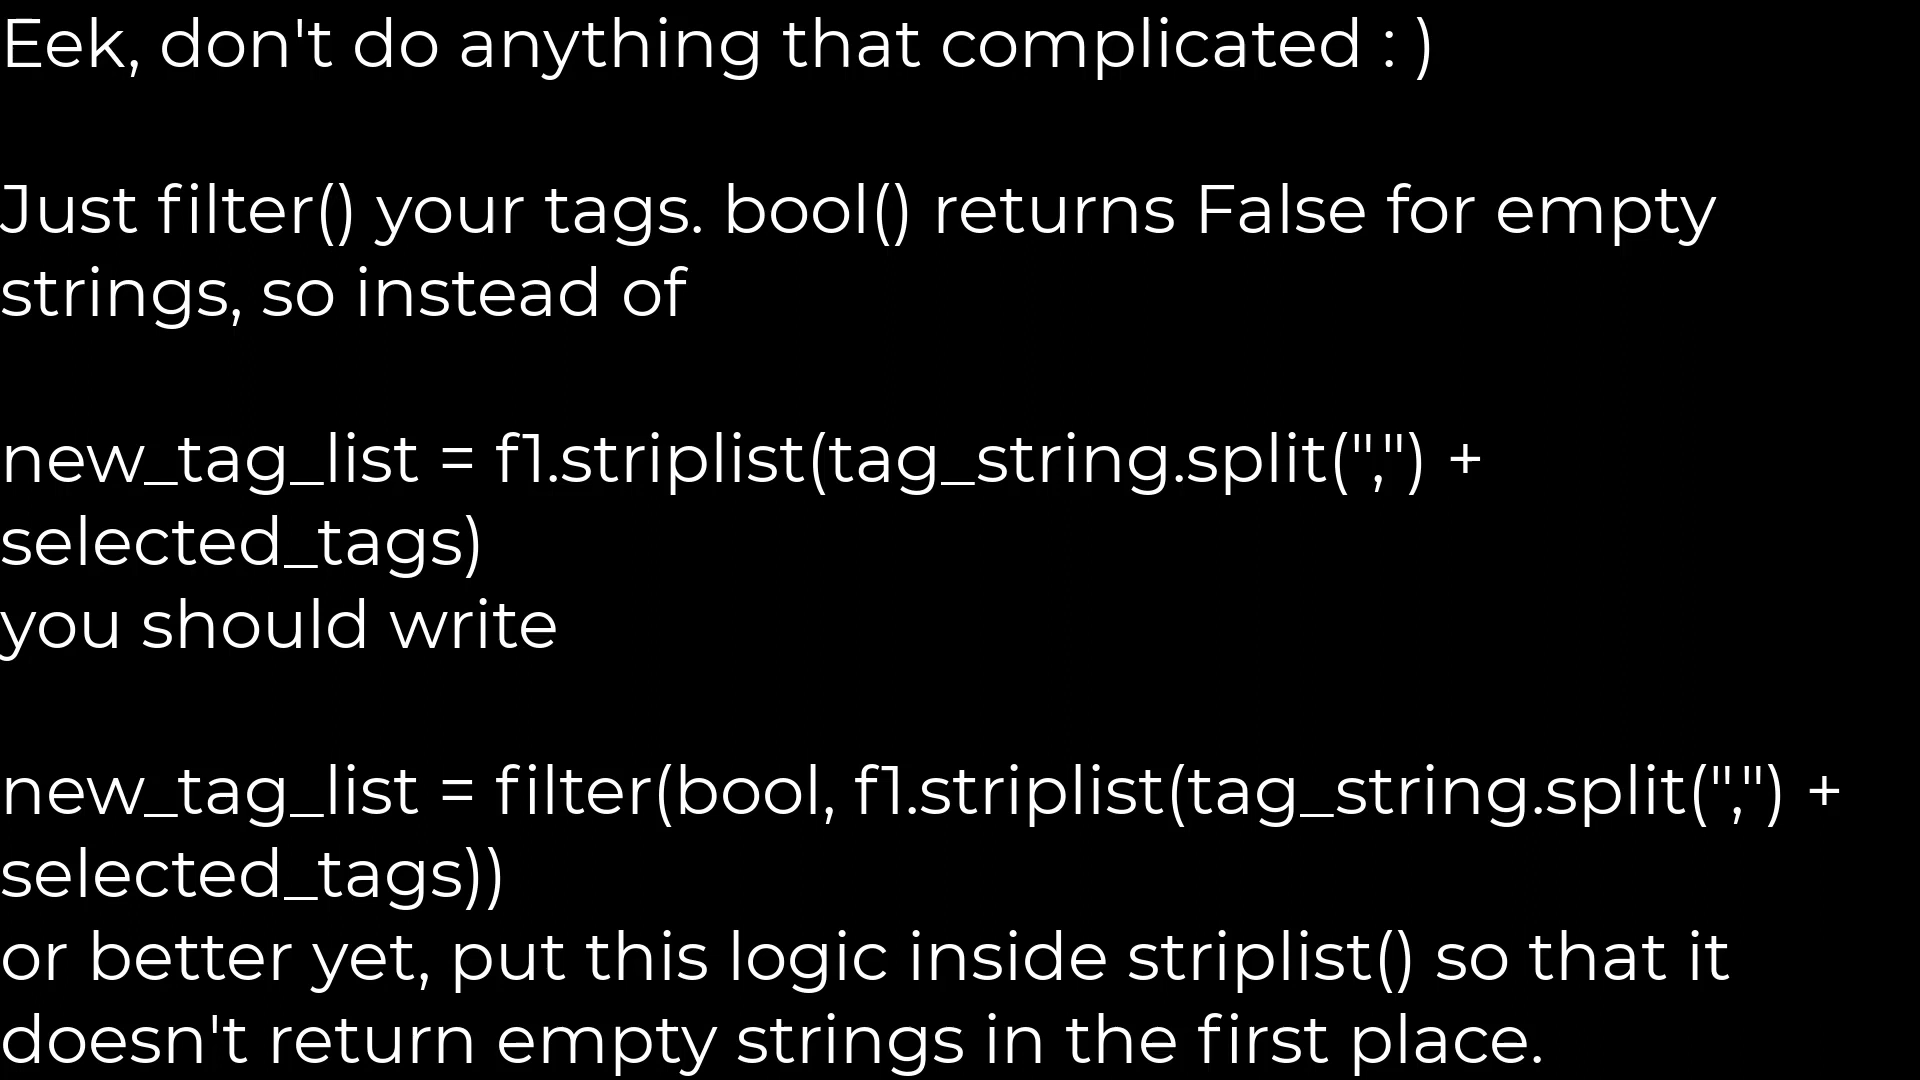 Eek, don't do anything that complicated : )
Just filter() your tags. bool() returns False for empty
strings, so instead of
new_tag_list = f1.striplist(tag_string.split(",") +
selected_tags)
you should write
new_tag_list = filter(bool, f1.striplist(tag_string.split(",") +
selected_tags))
or better yet, put this logic inside striplist() so that it
doesn't return empty strings in the first place.